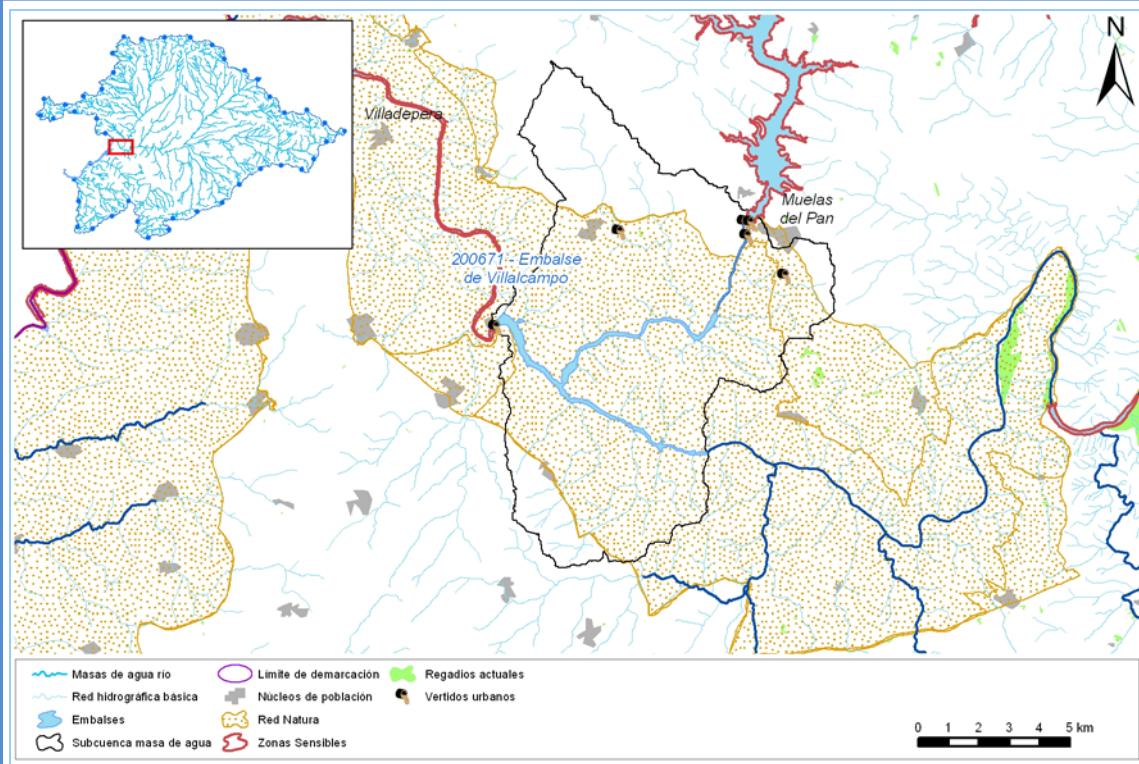 N
Villadepera
Muelas
del Pan
200671 - Embalse
de Villalcampo
Masas de agua río
Límite de demarcación
Regadios actuales
Red hidrográfica básica
Núcleos de población
Vertidos urbanos
Embalses
Red Natura
Subcuenca masa de agua
Zonas Sensibles
0 1 2 3 4 5 km